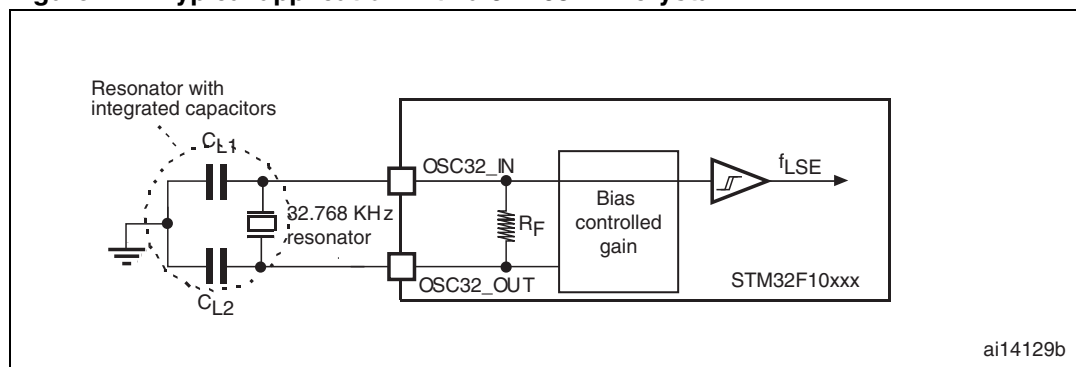 Resonator with
integrated capacitors
CL1
OSC32_IN
fLSE
32.768 KHz
resonator
RF
Bias
controlled
gain
OSC32_OUT
STM32F10xxx
CL2
ai14129b